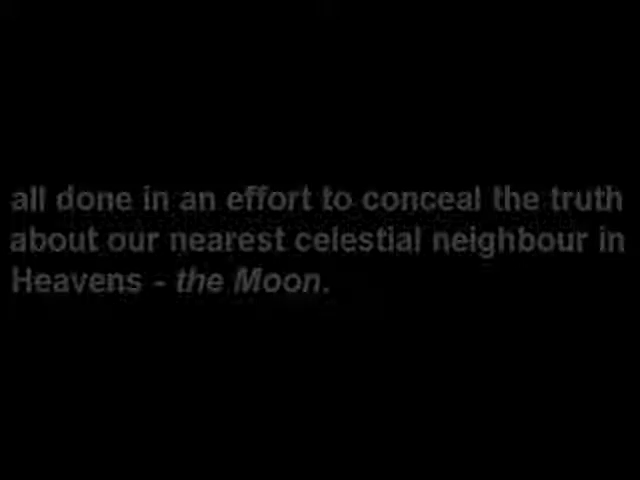 all done in an effort to conceal the truth
about our nearest celestial neighbour in
Heavens - the Moon.